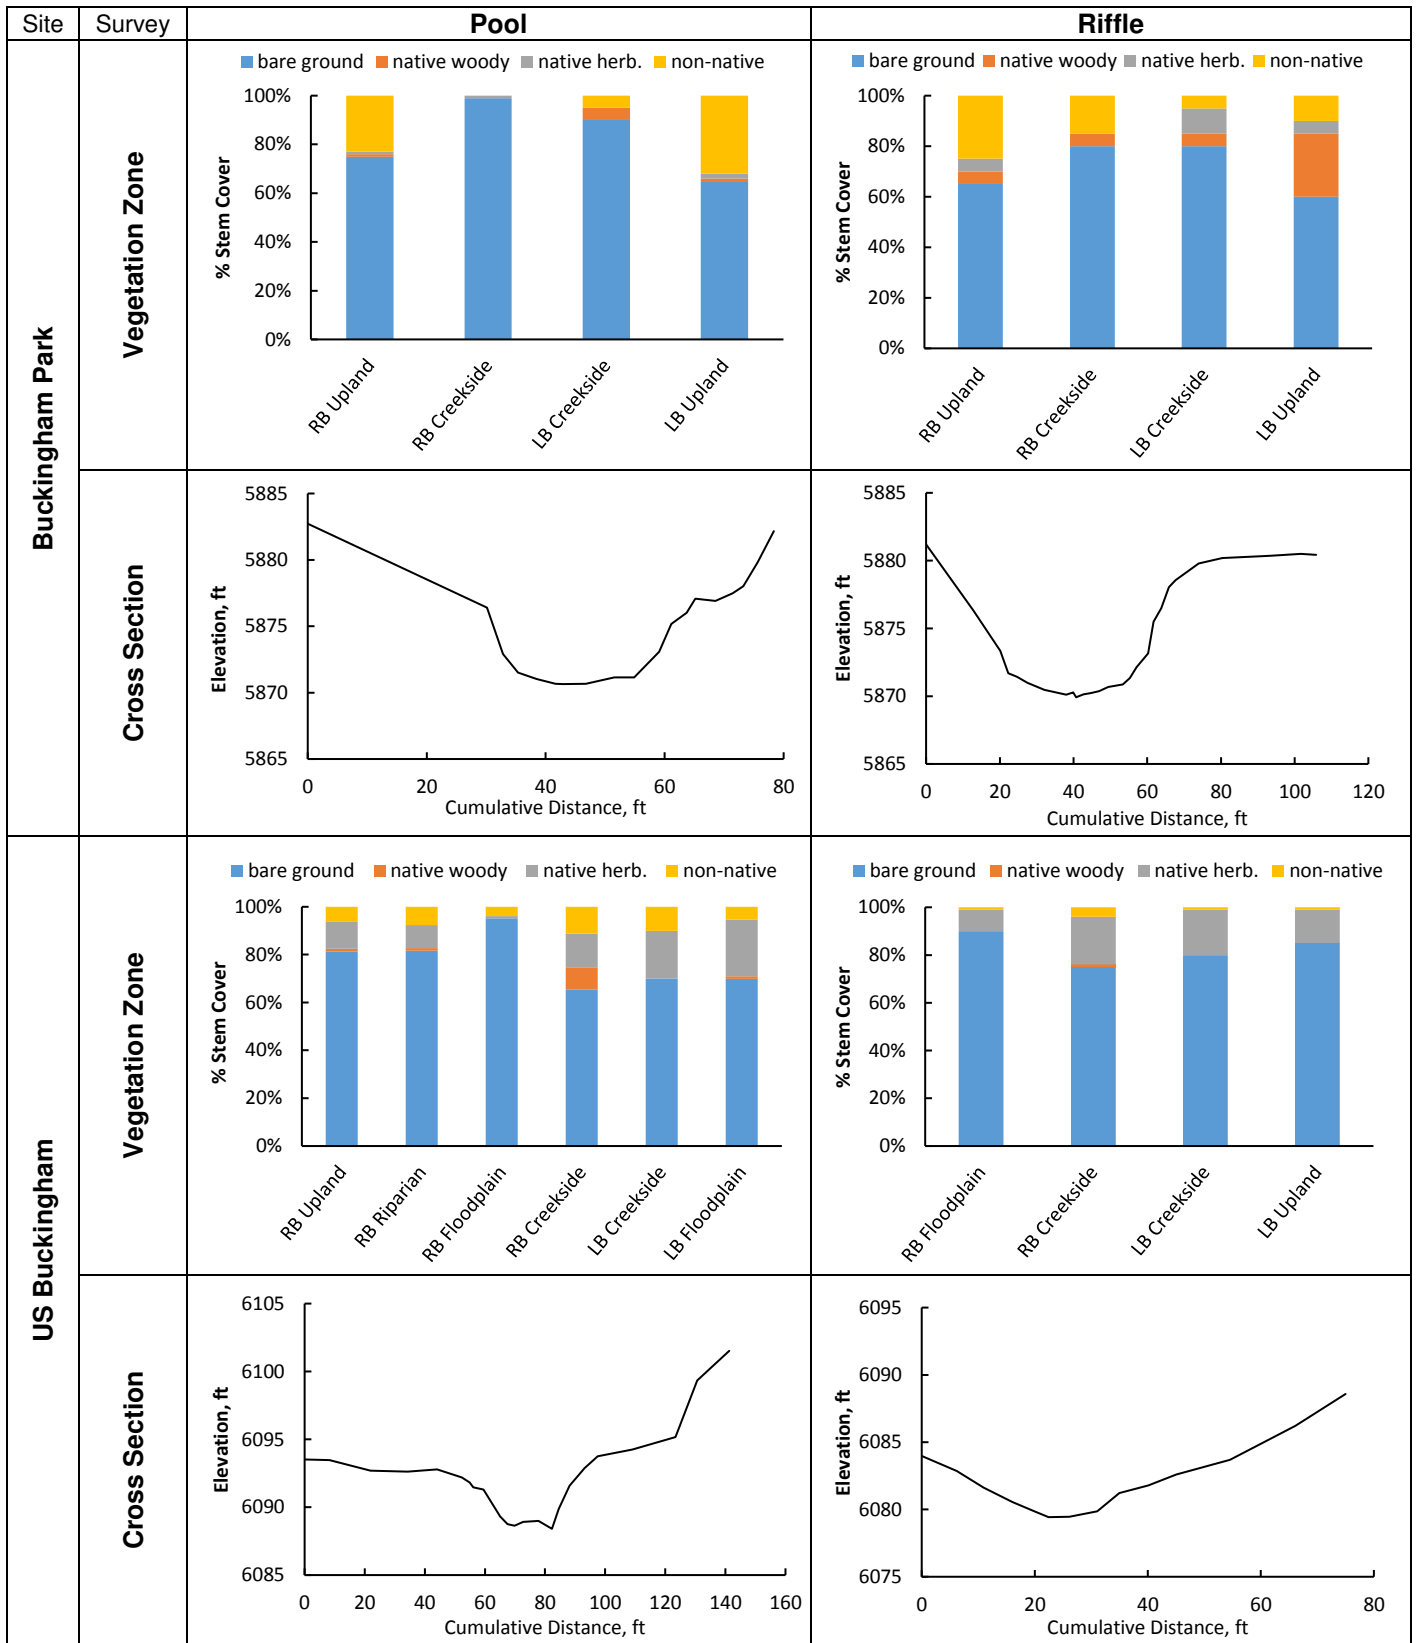 Site Survey Pool Riffle
Buckingham Park
Vegetation Zone
bare ground native woody native herb. non-native
% Stem Cover
100%
80%
60%
40%
20%
0%
RB Upland RB Creekside LB Creekside LB Upland
bare ground native woody native herb. non-native
% Stem Cover
100%
80%
60%
40%
20%
0%
RB Upland RB Creekside LB Creekside LB Upland
Cross Section
Elevation, ft
5885
5880
5875
5870
5865
0 20 40 60 80
Cumulative Distance, ft
Elevation, ft
5885
5880
5875
5870
5865
0 20 40 60 80 100 120
Cumulative Distance, ft
US Buckingham
Vegetation Zone
bare ground native woody native herb. non-native
% Stem Cover
100%
80%
60%
40%
20%
0%
RB Upland RB Riparian RB Floodplain RB Creekside LB Creekside LB Floodplain
bare ground native woody native herb. non-native
% Stem Cover
100%
80%
60%
40%
20%
0%
RB Floodplain RB Creekside LB Creekside LB Upland
Cross Section
Elevation, ft
6105
6100
6095
6090
6085
0 20 40 60 80 100 120 140 160
Cumulative Distance, ft
Elevation, ft
6095
6090
6085
6080
6075
0 20 40 60 80
Cumulative Distance, ft